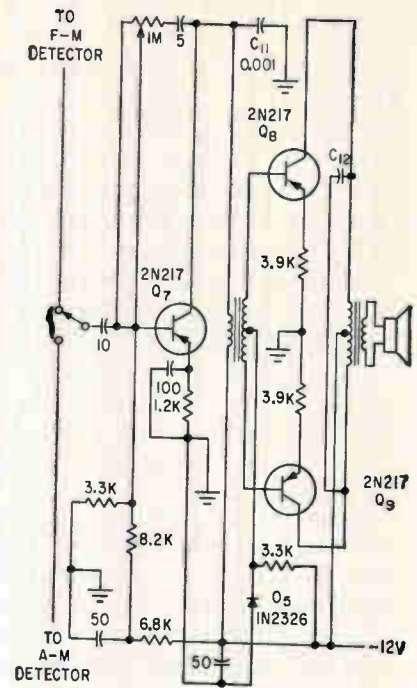 TO
F-M
DETECTOR
1M
5
C11
0.001
2N217
Q8
C12
3.9K
2N217
Q7
10
100
1.2K
3.9K
2N217
Q9
3.3K
8.2K
3.3K
O5
1N2326
50
6.8K
50
-12V
TO
A-M
DETECTOR